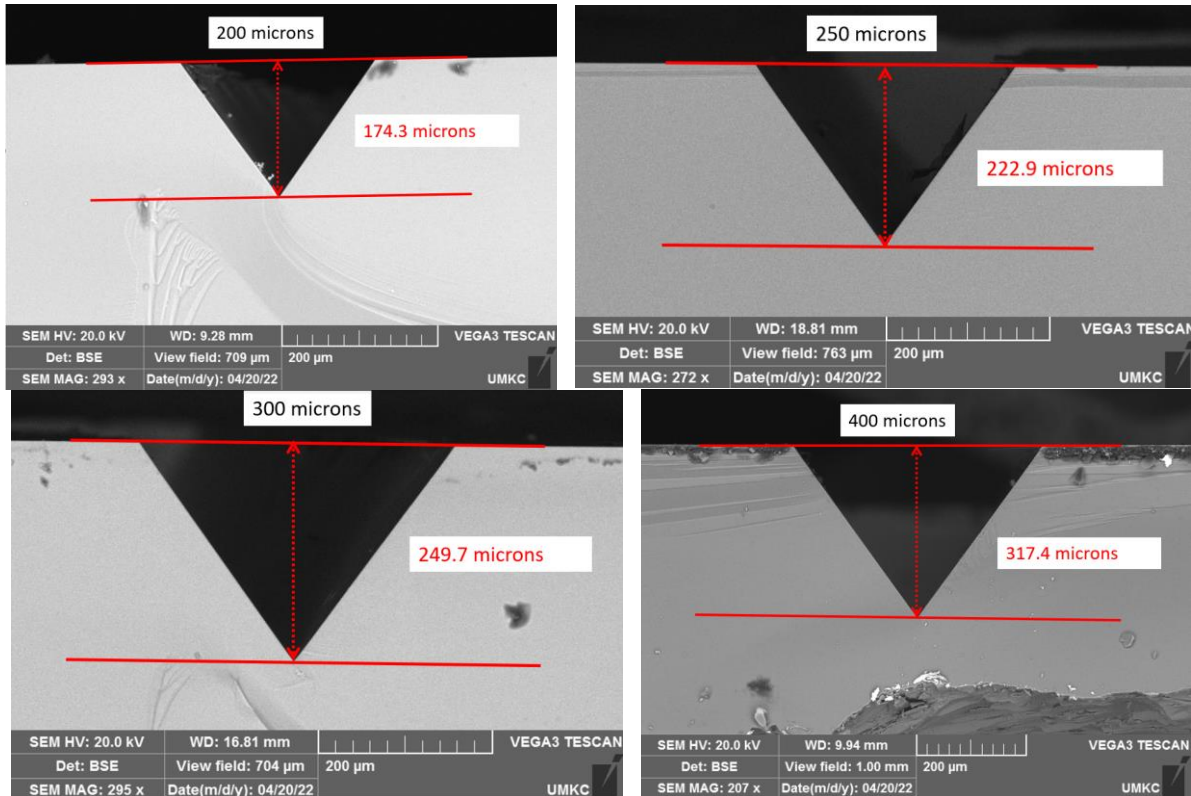 200 microns
174.3 microns
SEM HV: 20.0 kV WD: 9.28 mm VEGA3 TESCAN
Det: BSE View field: 709 µm 200 µm
SEM MAG: 293 x Date(m/d/y): 04/20/22 UMKC
250 microns
222.9 microns
SEM HV: 20.0 kV WD: 18.81 mm VEGA3 TESCAN
Det: BSE View field: 763 µm 200 µm
SEM MAG: 272 x Date(m/d/y): 04/20/22 UMKC
300 microns
249.7 microns
SEM HV: 20.0 kV WD: 16.81 mm VEGA3 TESCAN
Det: BSE View field: 704 µm 200 µm
SEM MAG: 295 x Date(m/d/y): 04/20/22 UMKC
400 microns
317.4 microns
SEM HV: 20.0 kV WD: 9.94 mm VEGA3 TESCAN
Det: BSE View field: 1.00 mm 200 µm
SEM MAG: 207 x Date(m/d/y): 04/20/22 UMKC